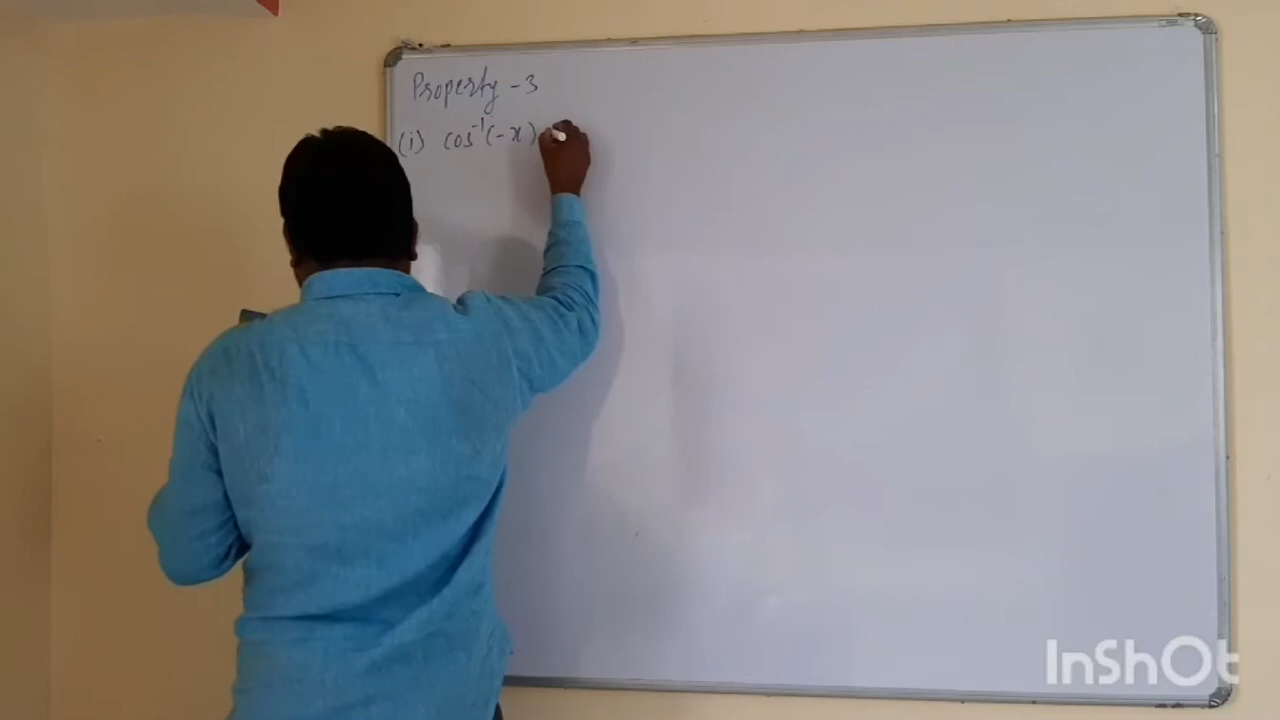 Property - 3
(i) cos⁻¹(-x)
InShOt